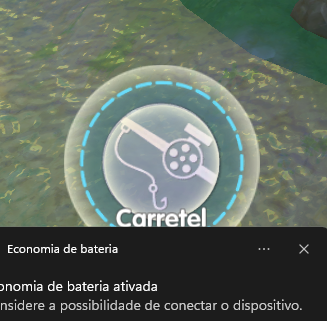 Carretel
Economia de bateria
onomia de bateria ativada
nsidere a possibilidade de conectar o dispositivo.